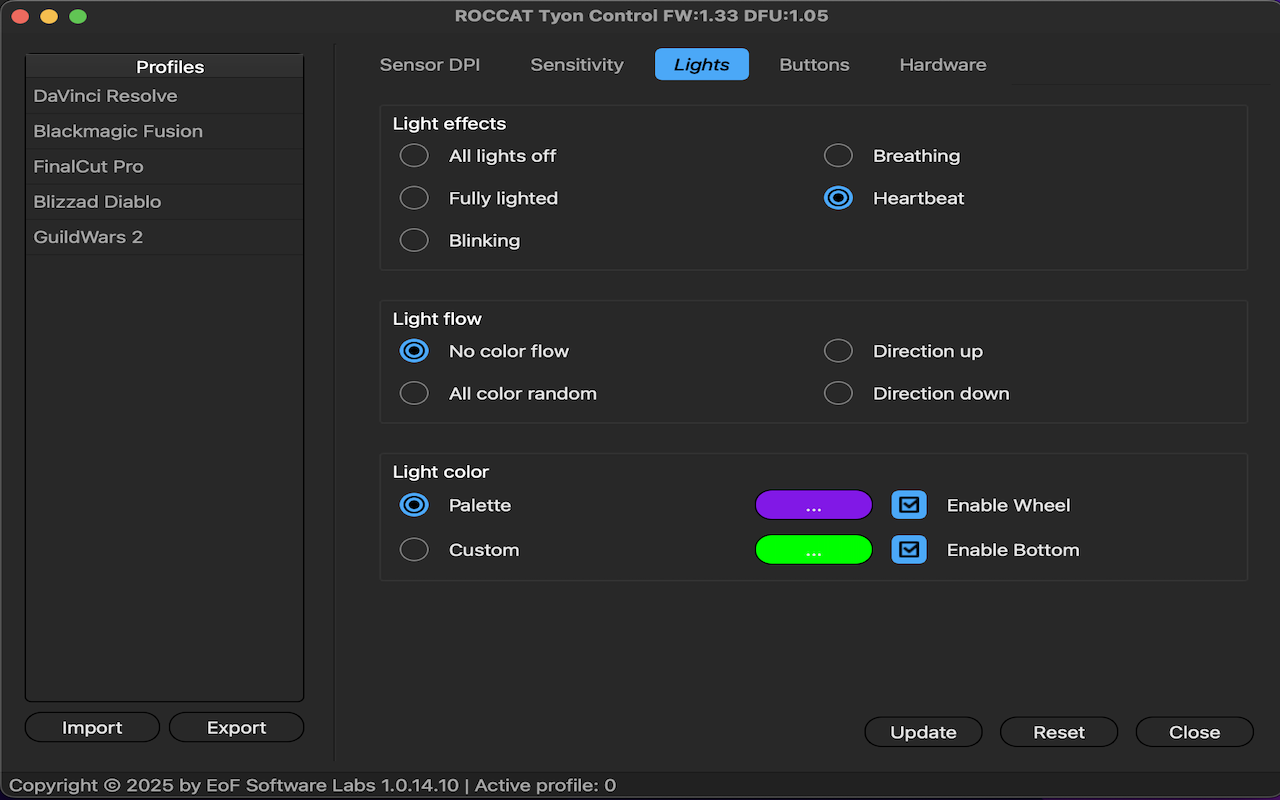 ROCCAT Tyon Control FW:1.33 DFU:1.05
Profiles
DaVinci Resolve
Blackmagic Fusion
FinalCut Pro
Blizzad Diablo
GuildWars 2
Import Export
Sensor DPI Sensitivity Lights Buttons Hardware
Light effects
All lights off Breathing
Fully lighted Heartbeat
Blinking
Light flow
No color flow Direction up
All color random Direction down
Light color
Palette ... Enable Wheel
Custom ... Enable Bottom
Update Reset Close
Copyright © 2025 by EoF Software Labs 1.0.14.10 | Active profile: 0